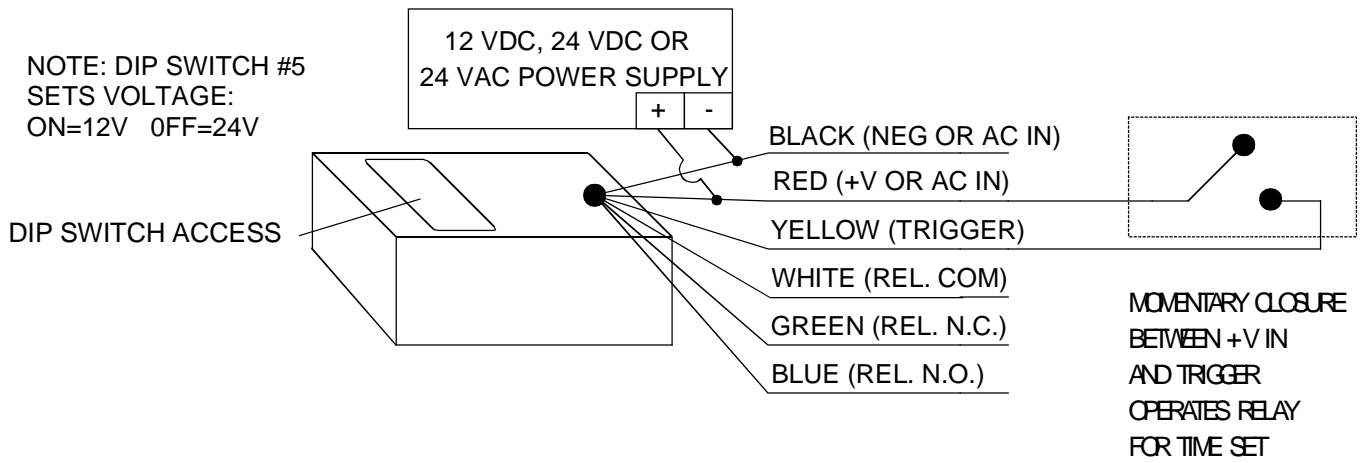 12 VDC, 24 VDC OR
24 VAC POWER SUPPLY
+ -
NOTE: DIP SWITCH #5
SETS VOLTAGE:
ON=12V 0FF=24V
DIP SWITCH ACCESS
BLACK (NEG OR AC IN)
RED (+V OR AC IN)
YELLOW (TRIGGER)
WHITE (REL. COM)
GREEN (REL. N.C.)
BLUE (REL. N.O.)
MOMENTARY CLOSURE
BETWEEN +V IN
AND TRIGGER
OPERATES RELAY
FOR TIME SET